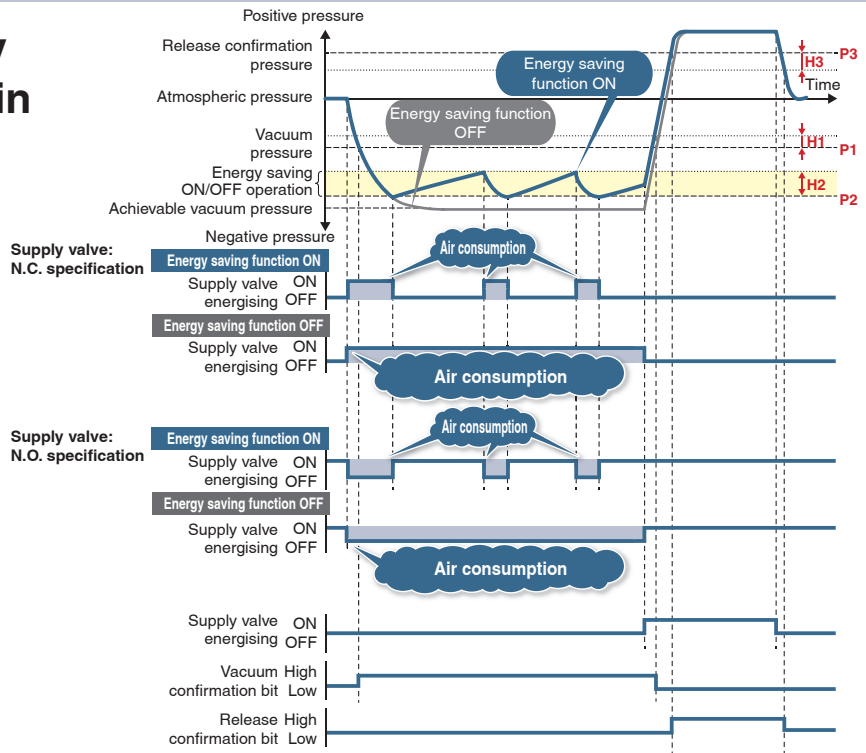 y
in
Positive pressure
Release confirmation
pressure
P3
H3
Energy saving
function ON
Time
Atmospheric pressure
Energy saving function
OFF
Vacuum
pressure
H1
P1
Energy saving
ON/OFF operation
H2
P2
Achievable vacuum pressure
Negative pressure
Supply valve:
N.C. specification
Energy saving function ON
Air consumption
Supply valve ON
energising OFF
Energy saving function OFF
Supply valve ON
energising OFF
Air consumption
Supply valve:
N.O. specification
Energy saving function ON
Air consumption
Supply valve ON
energising OFF
Energy saving function OFF
Supply valve ON
energising OFF
Air consumption
Supply valve ON
energising OFF
Vacuum High
confirmation bit Low
Release High
confirmation bit Low